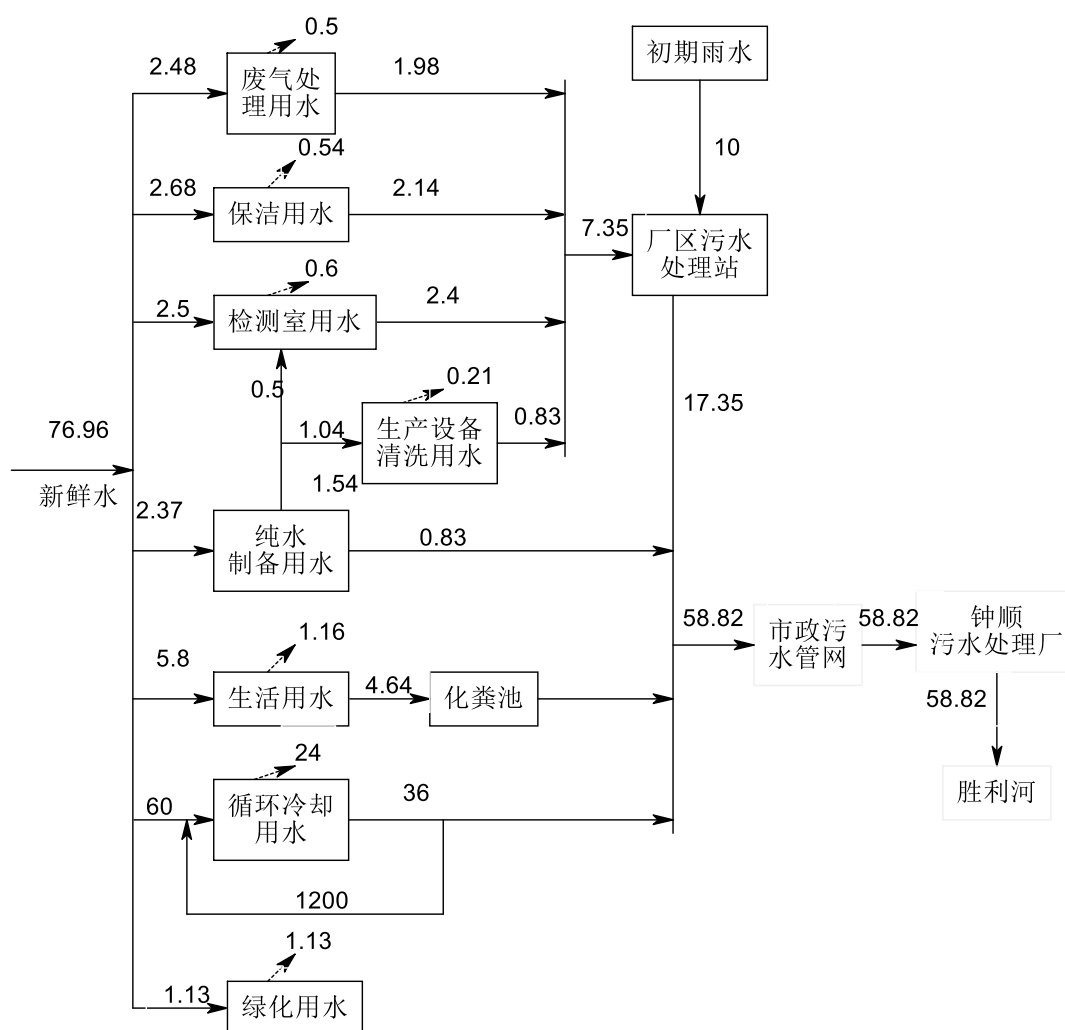 0.5
初期雨水
2.48
废气处
理用水
1.98
0.54
10
2.68
保洁用水
2.14
7.35
厂区污水
处理站
0.6
2.5
检测室用水
2.4
0.5
0.21
17.35
76.96
1.04
生产设备
清洗用水
0.83
新鲜水
1.54
2.37
纯水
制备用水
0.83
58.82
市政污
水管网
58.82
钟顺
污水处理厂
1.16
5.8
生活用水
4.64
化粪池
58.82
24
60
循环冷却
用水
36
胜利河
1200
1.13
1.13
绿化用水